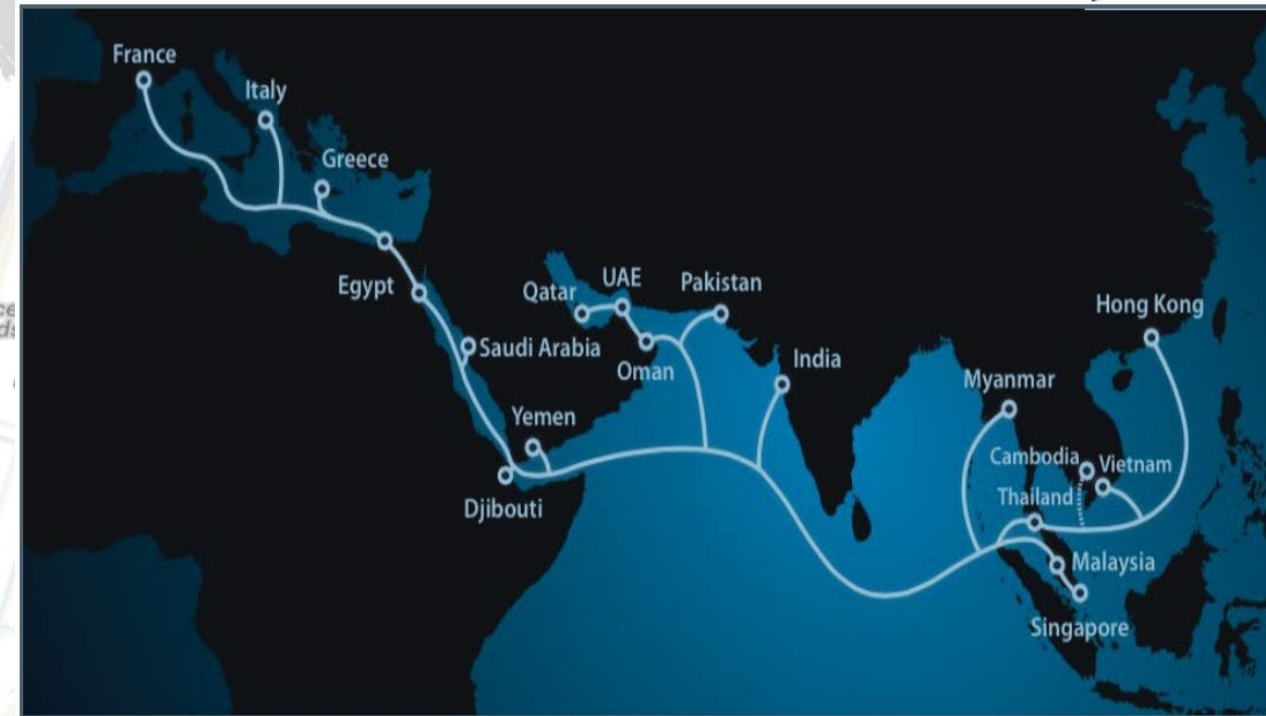 France
Italy
Greece
Egypt
Qatar
UAE
Pakistan
Hong Kong
Saudi Arabia
Oman
India
Myanmar
Yemen
Cambodia
Vietnam
Thailand
Djibouti
Malaysia
Singapore